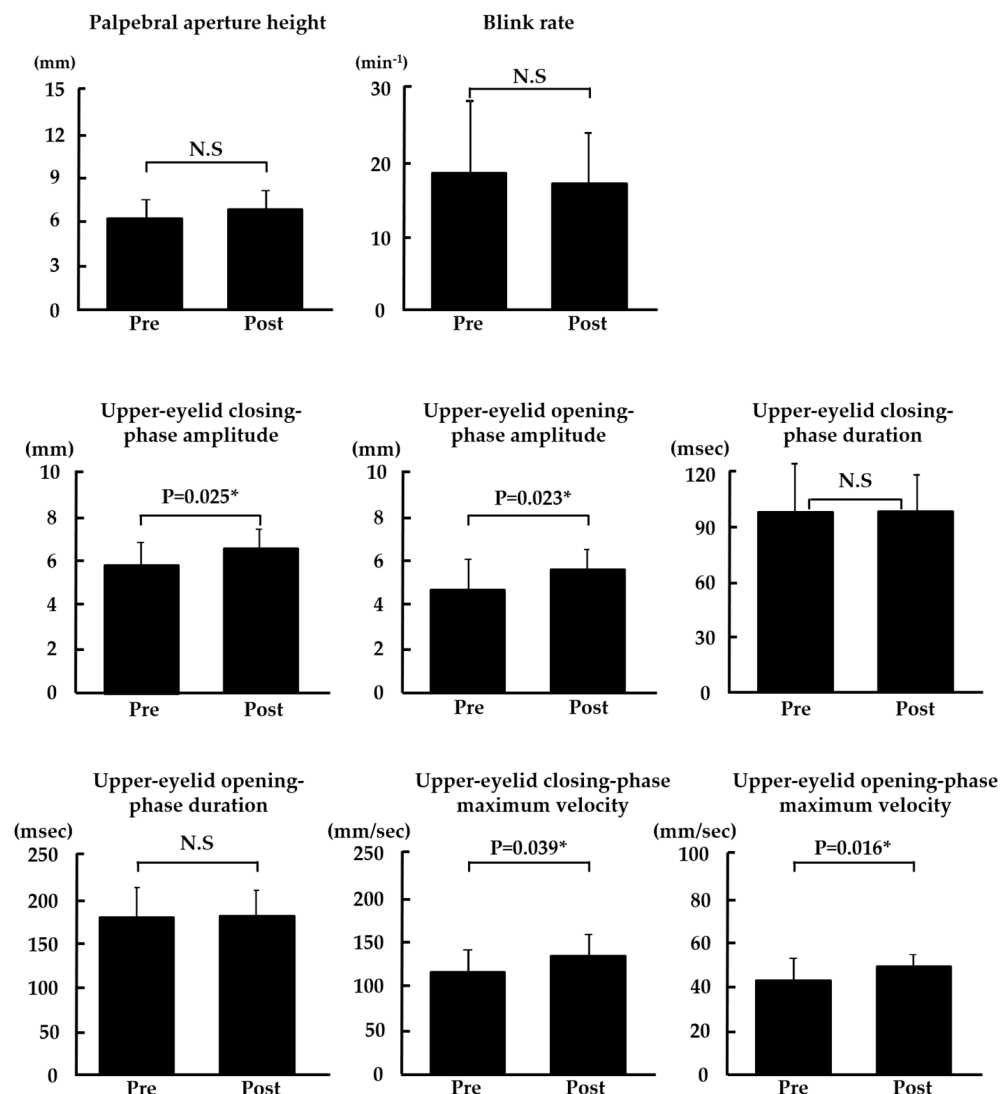 Palpebral aperture height
(mm)
15
12
9
6
3
0
N.S
Pre Post
Blink rate
(min⁻¹)
30
20
10
0
N.S
Pre Post
Upper-eyelid closing-
phase amplitude
(mm)
10
8
6
4
2
0
P=0.025*
Pre Post
Upper-eyelid opening-
phase amplitude
(mm)
10
8
6
4
2
0
P=0.023*
Pre Post
Upper-eyelid closing-
phase duration
(msec)
120
90
60
30
0
N.S
Pre Post
Upper-eyelid opening-
phase duration
(msec)
250
200
150
100
50
0
N.S
Pre Post
Upper-eyelid closing-phase
maximum velocity
(mm/sec)
250
200
150
100
50
0
P=0.039*
Pre Post
Upper-eyelid opening-phase
maximum velocity
(mm/sec)
100
80
60
40
20
0
P=0.016*
Pre Post